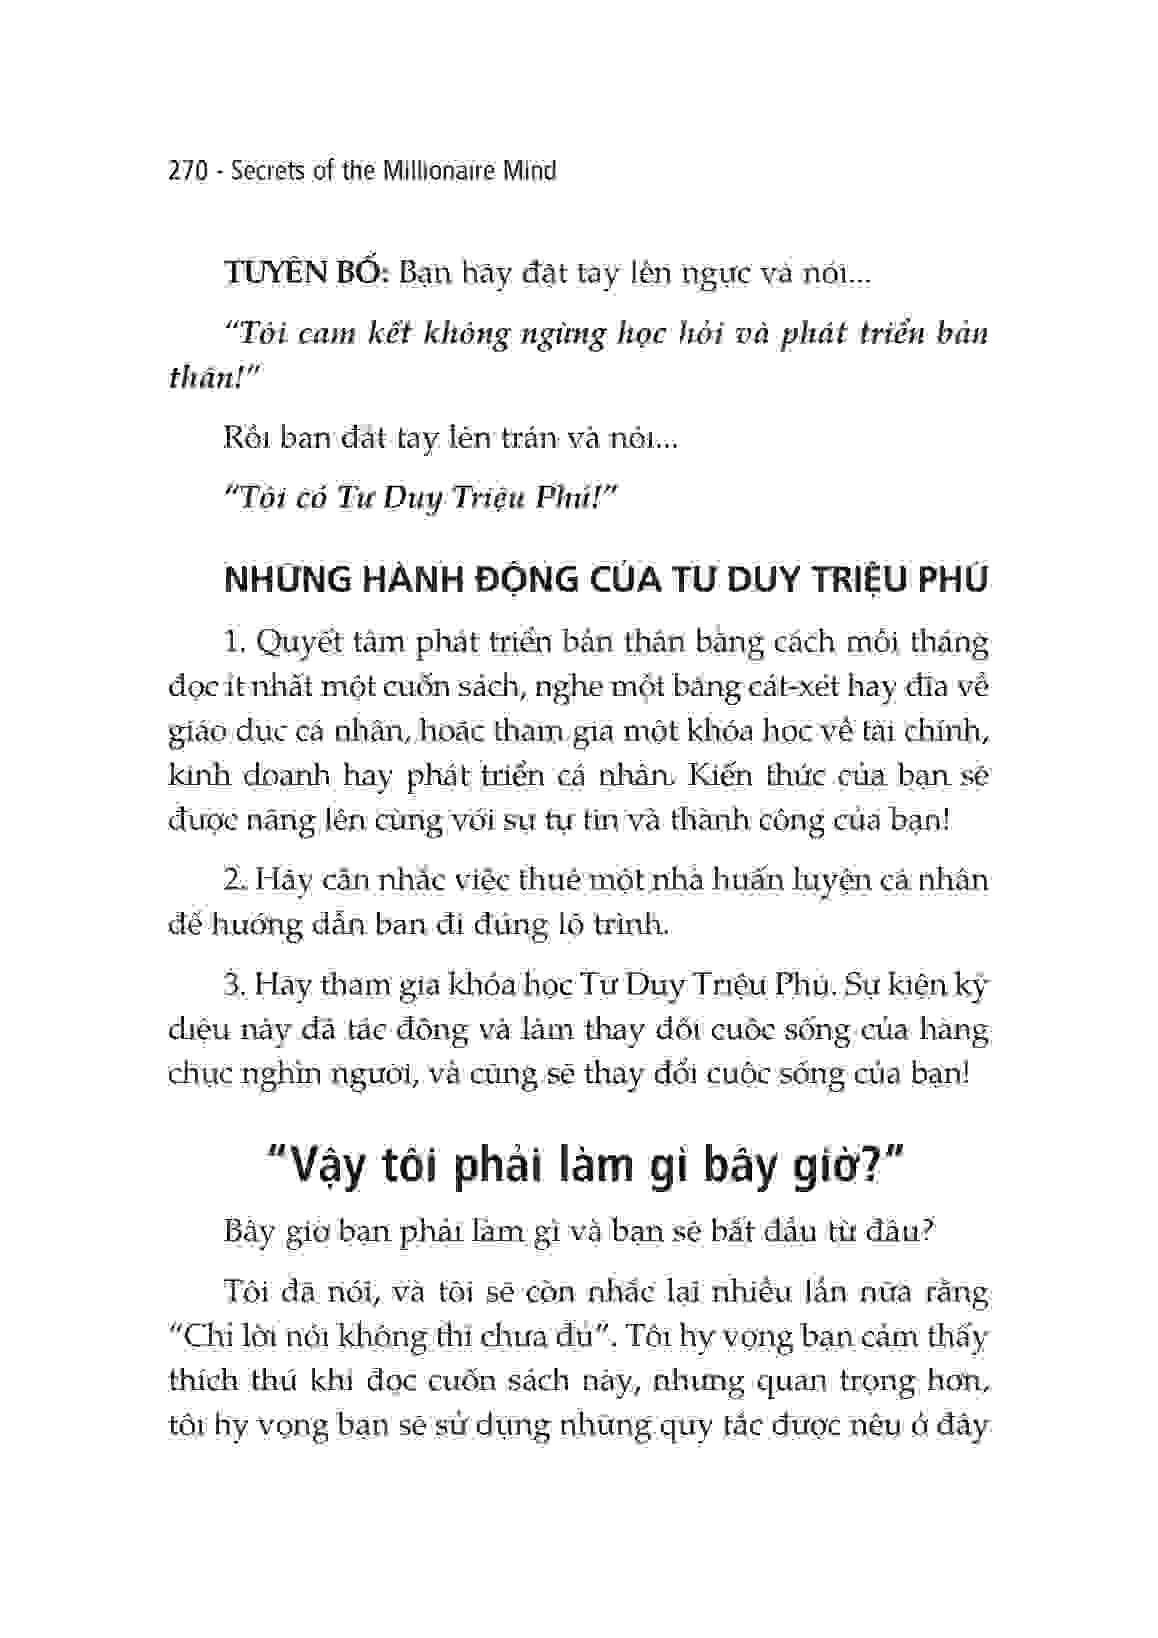 270 - Secrets of the Millionaire Mind
TUYÊN BỐ: Bạn hãy đặt tay lên ngực và nói...
“Tôi cam kết không ngừng học hỏi và phát triển bản
thân!”
Rồi bạn đặt tay lên trán và nói...
“Tôi có Tư Duy Triệu Phú!”
NHỮNG HÀNH ĐỘNG CỦA TƯ DUY TRIỆU PHÚ
1. Quyết tâm phát triển bản thân bằng cách mỗi tháng
đọc ít nhất một cuốn sách, nghe một băng cát-xét hay đĩa về
giáo dục cá nhân, hoặc tham gia một khóa học về tài chính,
kinh doanh hay phát triển cá nhân. Kiến thức của bạn sẽ
được nâng lên cùng với sự tự tin và thành công của bạn!
2. Hãy cân nhắc việc thuê một nhà huấn luyện cá nhân
để hướng dẫn bạn đi đúng lộ trình.
3. Hãy tham gia khóa học Tư Duy Triệu Phú. Sự kiện kỳ
diệu này đã tác động và làm thay đổi cuộc sống của hàng
chục nghìn người, và cũng sẽ thay đổi cuộc sống của bạn!
“Vậy tôi phải làm gì bây giờ?”
Bây giờ bạn phải làm gì và bạn sẽ bắt đầu từ đâu?
Tôi đã nói, và tôi sẽ còn nhắc lại nhiều lần nữa rằng
“Chỉ lời nói không thì chưa đủ”. Tôi hy vọng bạn cảm thấy
thích thú khi đọc cuốn sách này, nhưng quan trọng hơn,
tôi hy vọng bạn sẽ sử dụng những quy tắc được nêu ở đây